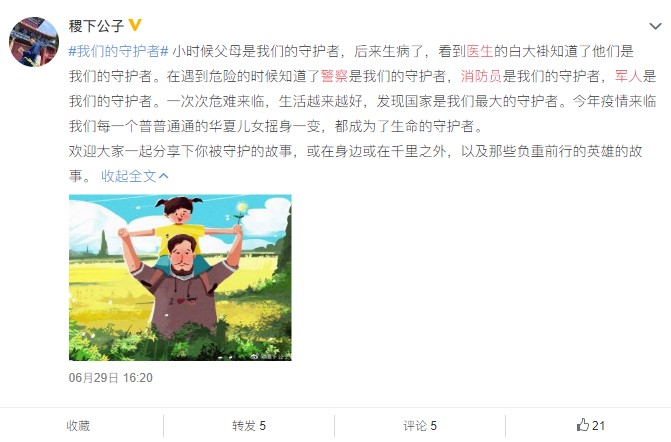 稷下公子
#我们的守护者# 小时候父母是我们的守护者，后来生病了，看到医生的白大褂知道了他们是
我们的守护者。在遇到危险的时候知道了警察是我们的守护者，消防员是我们的守护者，军人是
我们的守护者。一次次危难来临，生活越来越好，发现国家是我们最大的守护者。今年疫情来临
我们每一个普普通通的华夏儿女摇身一变，都成为了生命的守护者。
欢迎大家一起分享下你被守护的故事，或在身边或在千里之外，以及那些负重前行的英雄的故
事。 收起全文
06月29日 16:20
收藏 转发 5 评论 5 21